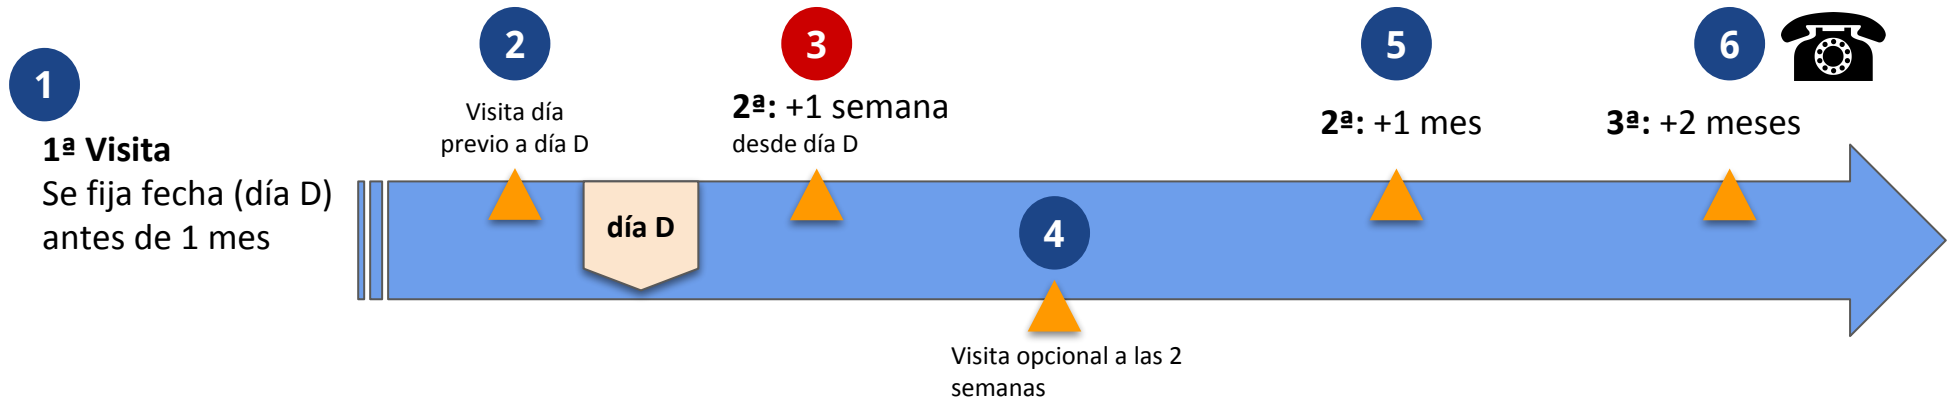 1
1ª Visita
Se fija fecha (día D)
antes de 1 mes
2
Visita día
previo a día D
día D
3
2ª: +1 semana
desde día D
4
Visita opcional a las 2
semanas
5
2ª: +1 mes
6
3ª: +2 meses